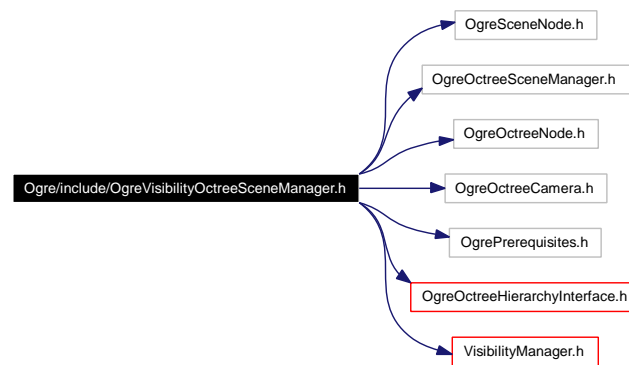 OgreSceneNode.h
OgreOctreeSceneManager.h
OgreOctreeNode.h
Ogre/include/OgreVisibilityOctreeSceneManager.h
OgreOctreeCamera.h
OgrePrerequisites.h
OgreOctreeHierarchyInterface.h
VisibilityManager.h